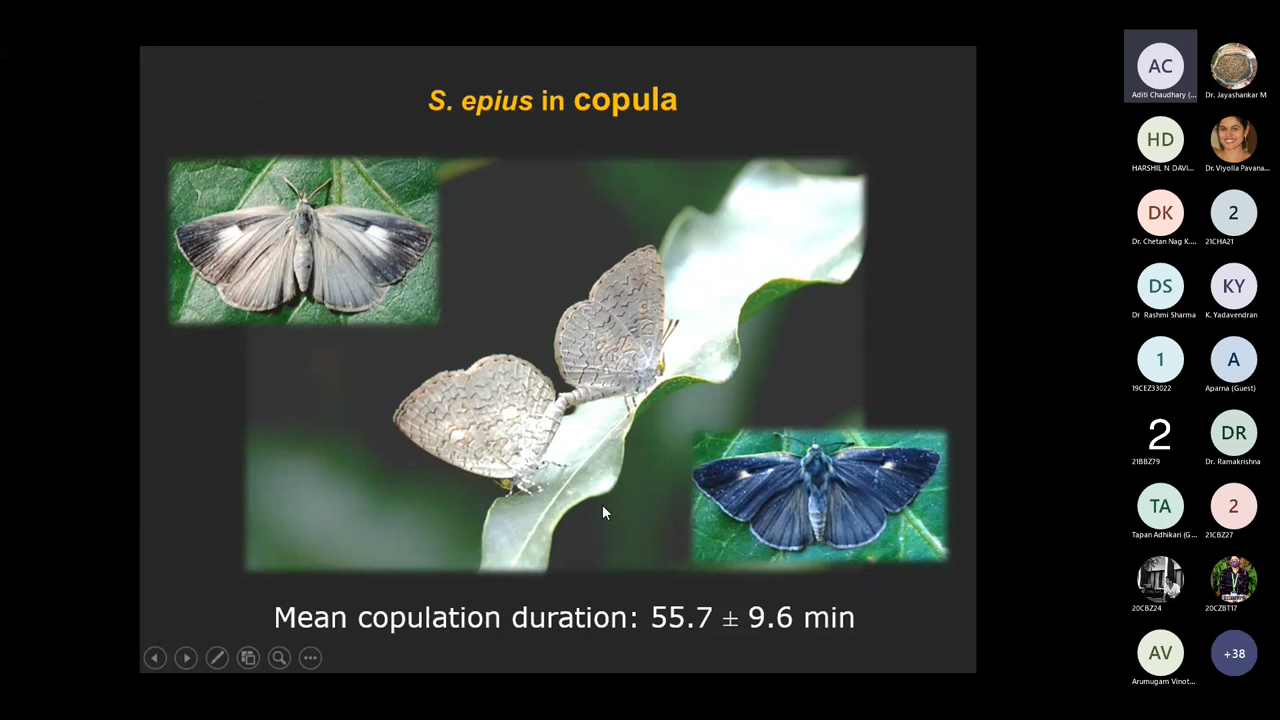 S. epius in copula
Mean copulation duration: 55.7 ± 9.6 min
AC
Aditi Chaudhary (...
Dr. Jayashankar M
HD
HARSHIL N DAVI...
Dr. Viyolla Pavana...
DK
Dr. Chetan Nag K....
2
21CHA21
DS
Dr Rashmi Sharma
KY
K. Yadavendran
1
19CEZ33022
A
Aparna (Guest)
2
21BBZ79
DR
Dr. Ramakrishna
TA
Tapan Adhikari (G...
2
21CBZ27
20CBZ24
20CZBT17
AV
Arumugam Vinot...
+38